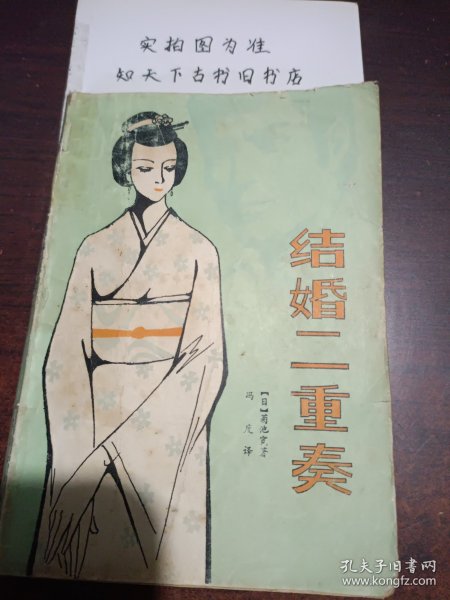 实拍图为准
知天下古书旧书店
结婚二重奏
【日】菊池宽著
冯度译
孔夫子旧书网
www.kongfz.com